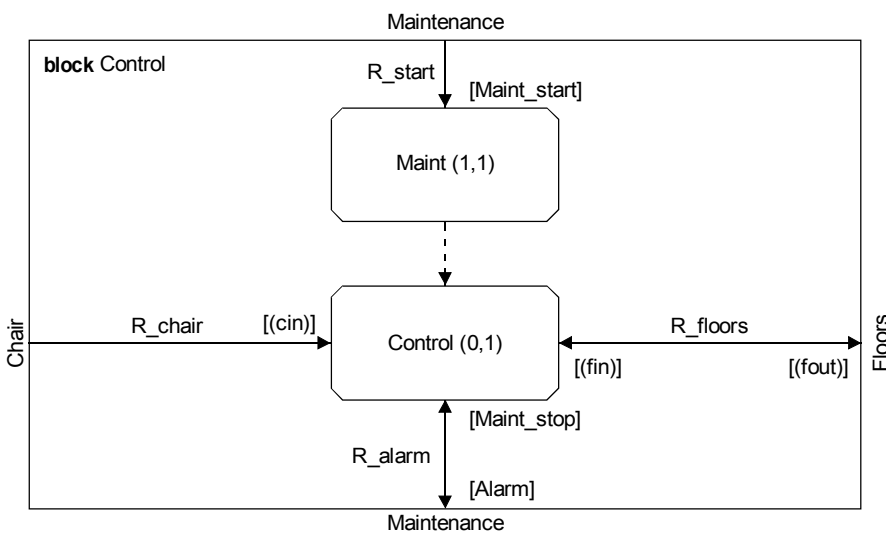 Maintenance
block Control
R_start
[Maint_start]
Maint (1,1)
Chair
R_chair
[(cin)]
Control (0,1)
R_floors
Floors
[(fin)]
[(fout)]
[Maint_stop]
R_alarm
[Alarm]
Maintenance